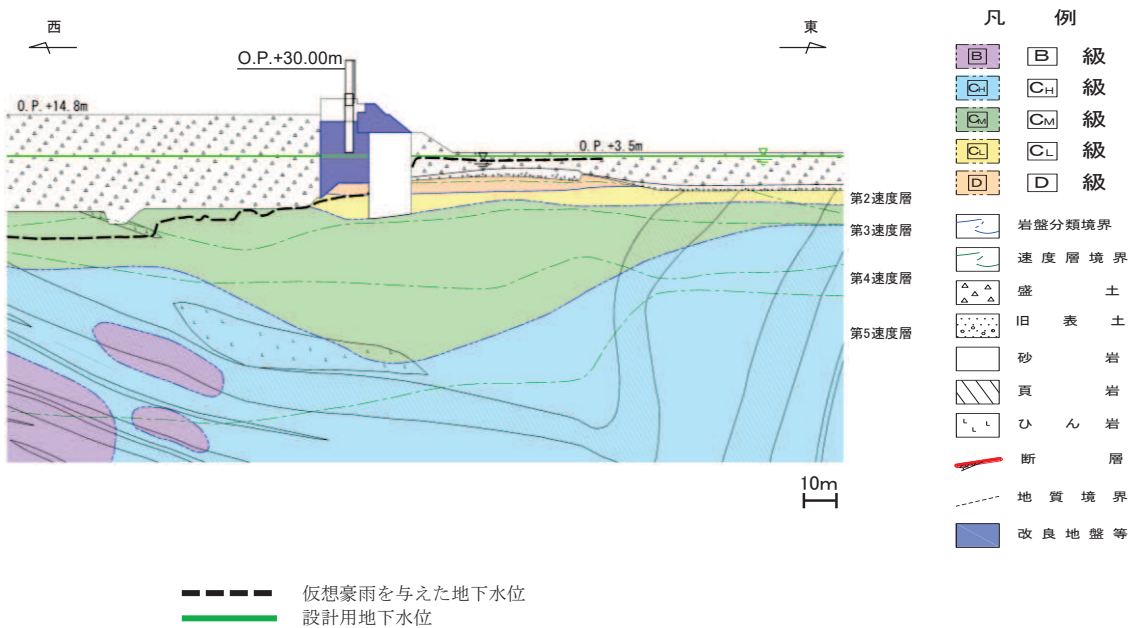 西
東
O.P.+30.00m
O.P.+14.8m
O.P.+3.5m
第2速度層
第3速度層
第4速度層
第5速度層
10m
凡 例
B B 級
CH CH 級
CM CM 級
CL CL 級
D D 級
岩盤分類境界
速度層境界
盛土
旧表土
砂岩
頁岩
ひん岩
断層
地質境界
改良地盤等
仮想豪雨を与えた地下水位
設計用地下水位